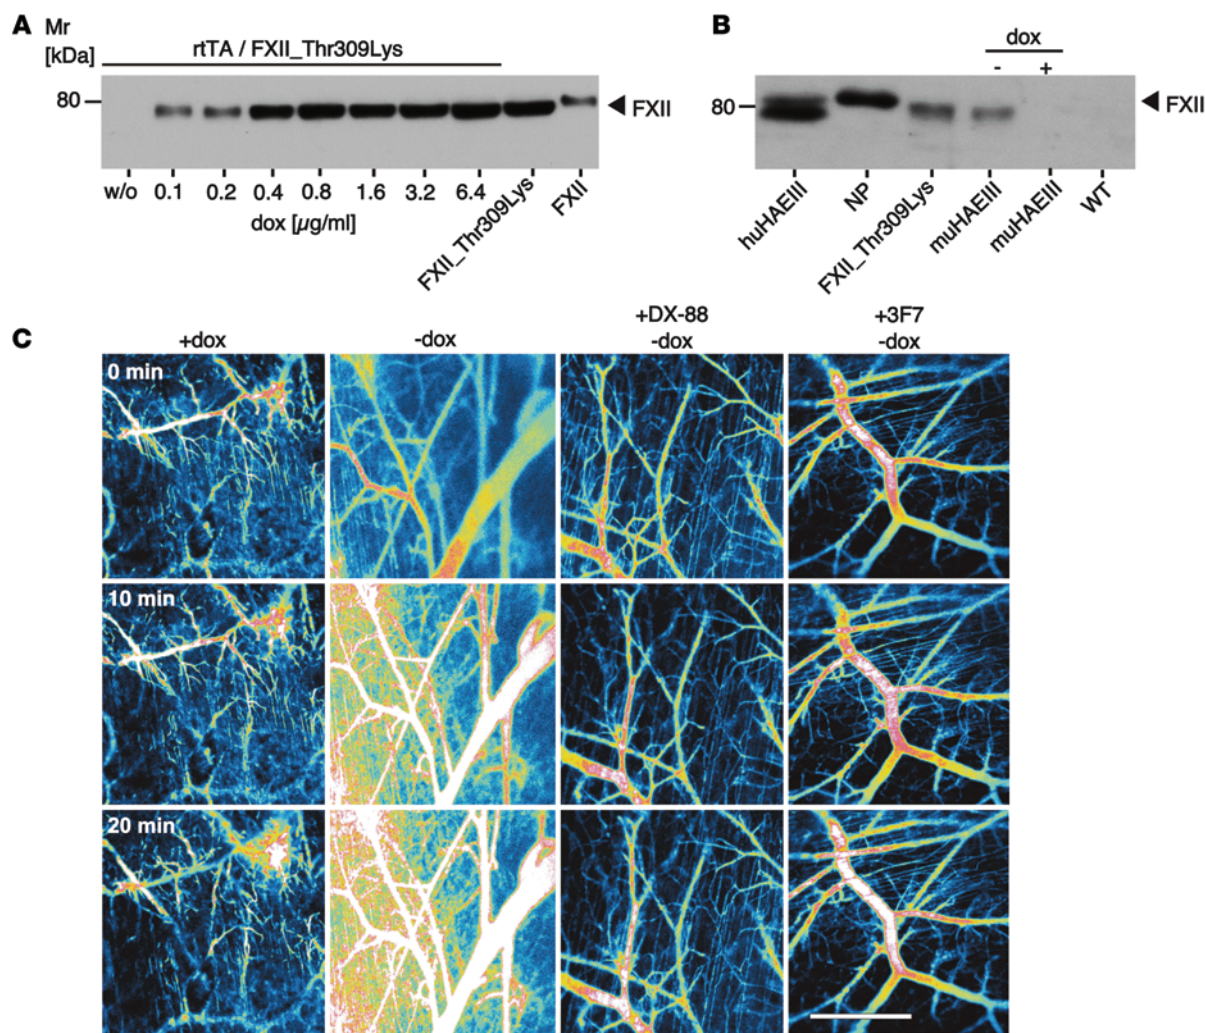 A
Mr
[kDa]
rtTA / FXII_Thr309Lys
80
FXII
w/o 0.1 0.2 0.4 0.8 1.6 3.2 6.4 FXII_Thr309Lys FXII
dox [µg/ml]
B
dox
- +
80
FXII
huHAEIII NP FXII_Thr309Lys muHAEIII muHAEIII WT
C
+dox -dox +DX-88 -dox +3F7 -dox
0 min
10 min
20 min